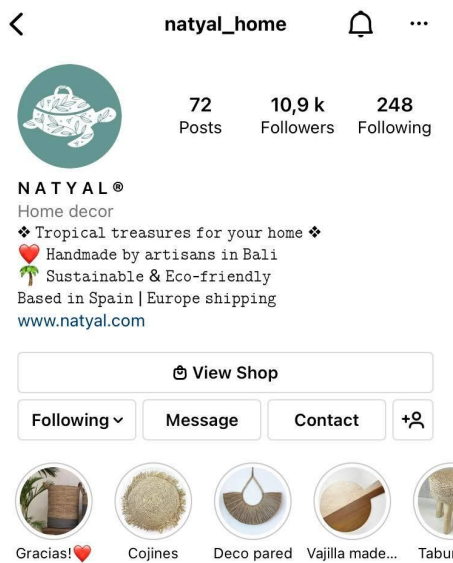 natyal_home
72
Posts
10,9 k
Followers
248
Following
N A T Y A L ®
Home decor
❖ Tropical treasures for your home ❖
❤️ Handmade by artisans in Bali
🌴 Sustainable & Eco-friendly
Based in Spain | Europe shipping
www.natyal.com
View Shop
Following
Message
Contact
Gracias!❤️
Cojines
Deco pared
Vajilla made...